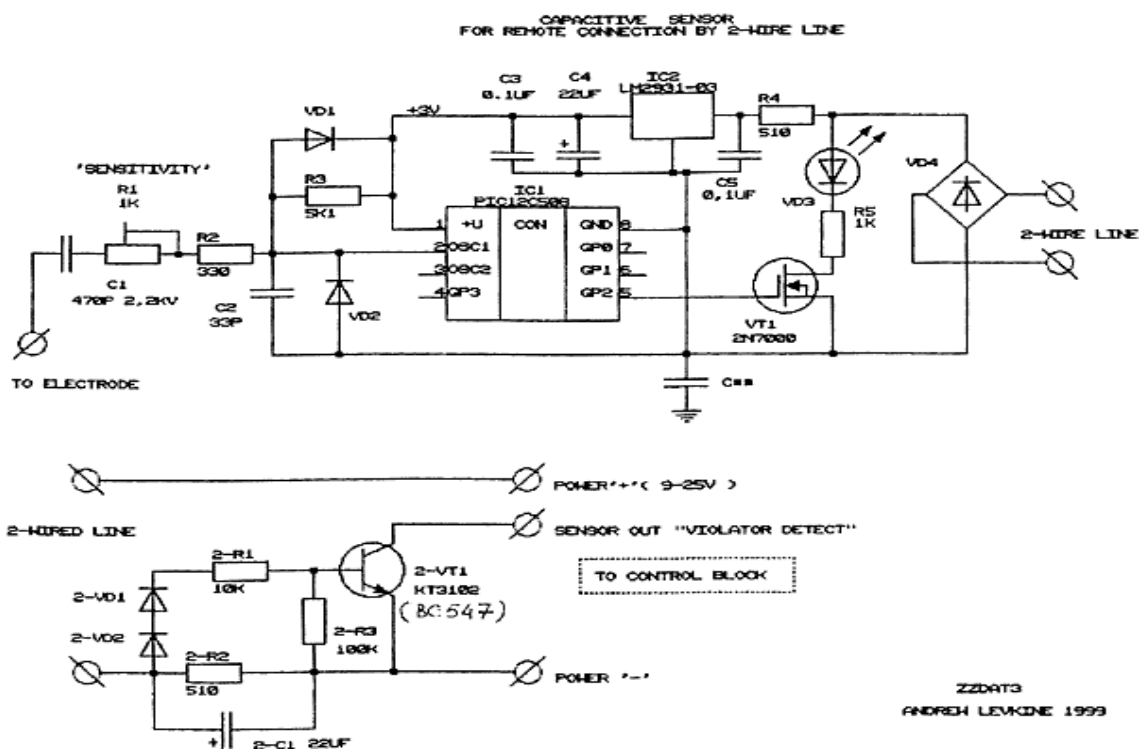 CAPACITIVE SENSOR
FOR REMOTE CONNECTION BY 2-WIRE LINE
C3
0.1UF
C4
22UF
IC2
LM2931-03
R4
510
VD1
+3V
'SENSITIVITY'
R1
1K
R3
5K1
R2
330
C1
470P 2,2KV
C2
33P
VD2
IC1
PIC12C508
1 +U CON GND 8
2 OSC1 GP0 7
3 OSC2 GP1 6
4 GP3 GP2 5
C5
0,1UF
VD3
R5
1K
VD4
2-WIRE LINE
VT1
2N7000
TO ELECTRODE
C**
POWER'+'( 9-25V )
2-WIRED LINE
SENSOR OUT "VIOLATOR DETECT"
2-R1
10K
2-VT1
KT3102
(BC547)
TO CONTROL BLOCK
2-VD1
2-VD2
2-R3
100K
2-R2
510
POWER '-'
+ 2-C1 22UF
ZZDAT3
ANDREW LEVKINE 1999